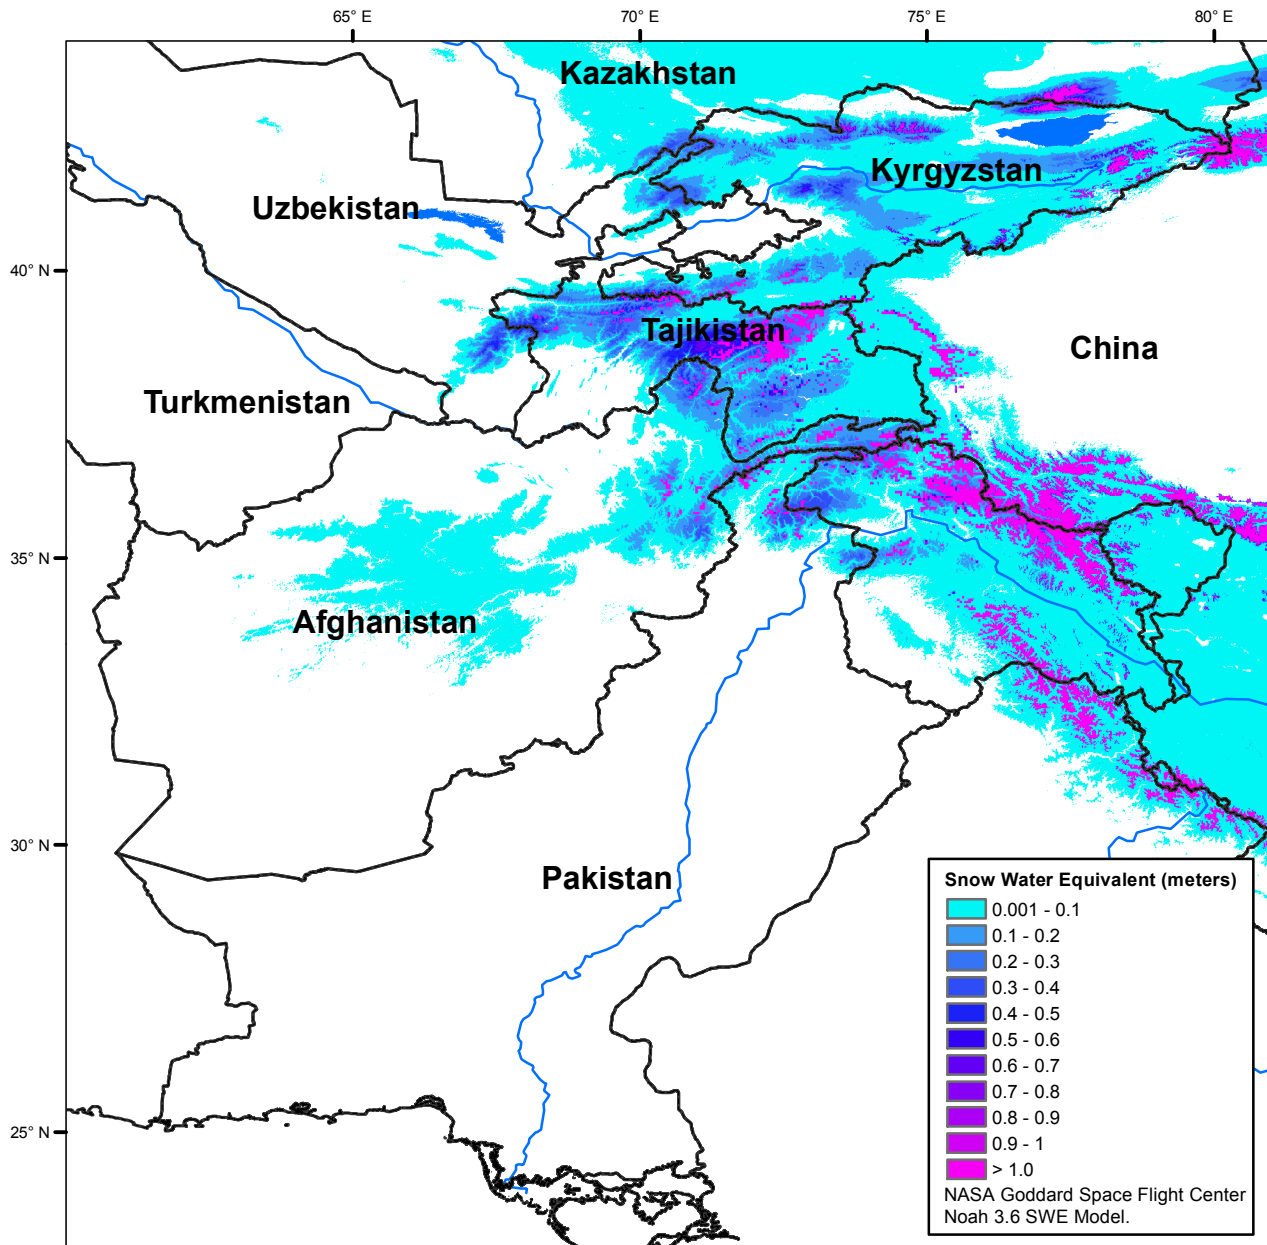 65° E
70° E
75° E
80° E
Kazakhstan
Kyrgyzstan
Uzbekistan
40° N
Tajikistan
China
Turkmenistan
35° N
Afghanistan
30° N
Pakistan
Snow Water Equivalent (meters)
0.001 - 0.1
0.1 - 0.2
0.2 - 0.3
0.3 - 0.4
0.4 - 0.5
0.5 - 0.6
0.6 - 0.7
0.7 - 0.8
0.8 - 0.9
0.9 - 1
> 1.0
25° N
NASA Goddard Space Flight Center
Noah 3.6 SWE Model.